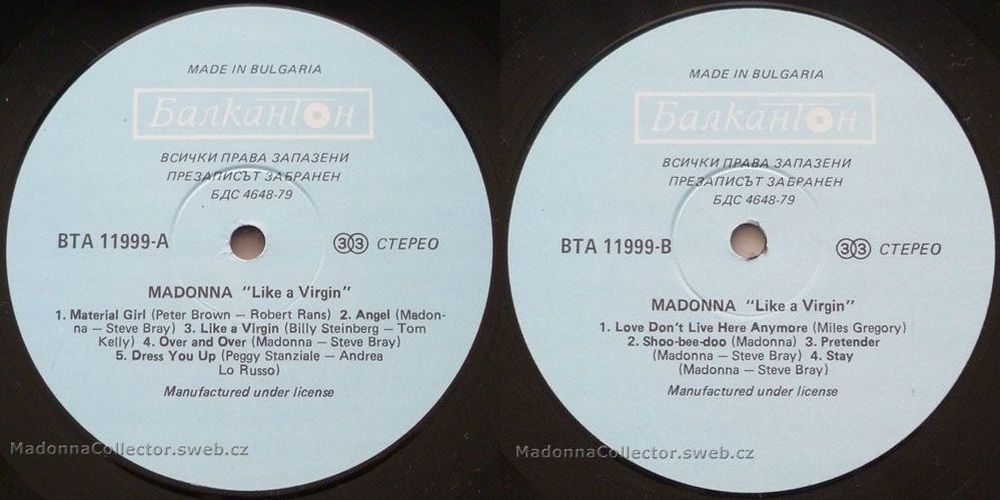 MADE IN BULGARIA
Балкантон
ВСИЧКИ ПРАВА ЗАПАЗЕНИ
ПРЕЗАПИСЪТ ЗАБРАНЕН
БДС 4648-79
ВТА 11999-А
33 СТЕРЕО
MADONNA "Like a Virgin"
1. Material Girl (Peter Brown — Robert Rans) 2. Angel (Madon-
na — Steve Bray) 3. Like a Virgin (Billy Steinberg — Tom
Kelly) 4. Over and Over (Madonna — Steve Bray)
5. Dress You Up (Peggy Stanziale — Andrea
Lo Russo)
Manufactured under license
MadonnaCollector.sweb.cz
MADE IN BULGARIA
Балкантон
ВСИЧКИ ПРАВА ЗАПАЗЕНИ
ПРЕЗАПИСЪТ ЗАБРАНЕН
БДС 4648-79
ВТА 11999-В
33 СТЕРЕО
MADONNA "Like a Virgin"
1. Love Don't Live Here Anymore (Miles Gregory)
2. Shoo-bee-doo (Madonna) 3. Pretender
(Madonna — Steve Bray) 4. Stay
(Madonna — Steve Bray)
Manufactured under license
MadonnaCollector.sweb.cz